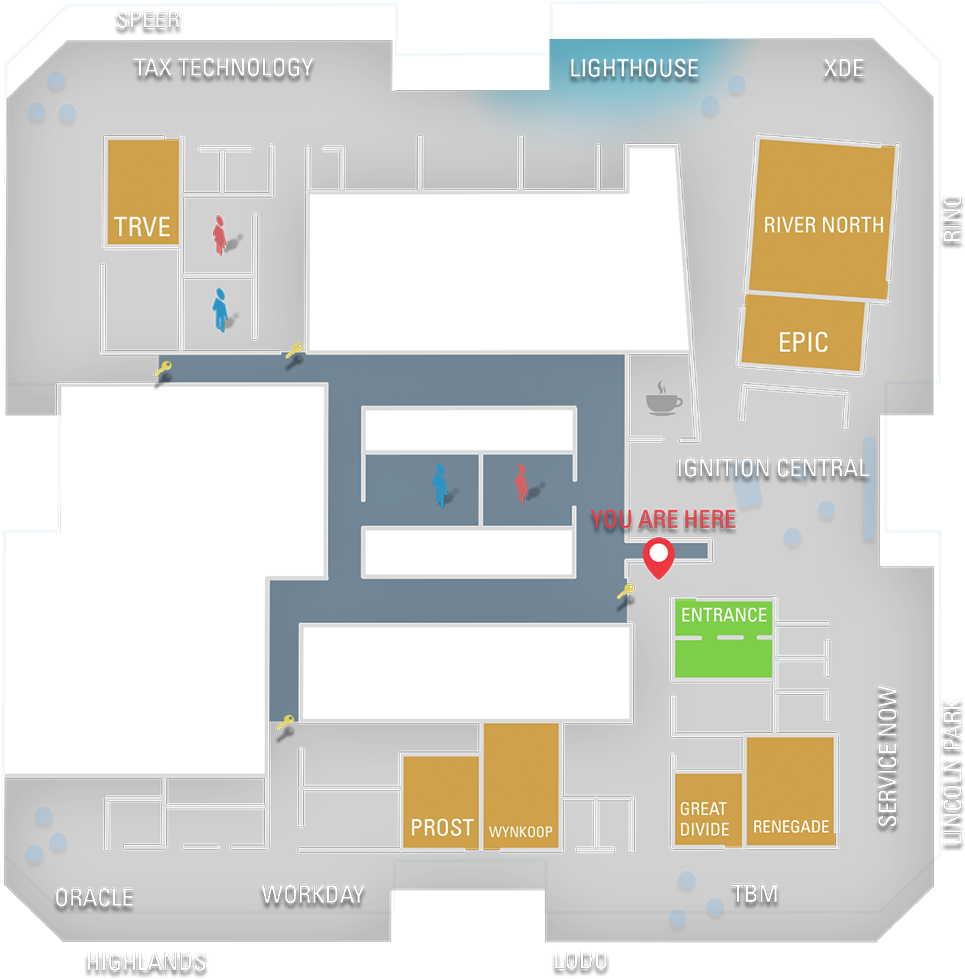 SPEER
TAX TECHNOLOGY
LIGHTHOUSE
XDE
TRVE
RIVER NORTH
RINO
EPIC
IGNITION CENTRAL
YOU ARE HERE
ENTRANCE
SERVICE NOW
LINCOLN PARK
PROST
WYNKOOP
GREAT
DIVIDE
RENEGADE
ORACLE
WORKDAY
TBM
HIGHLANDS
LODO